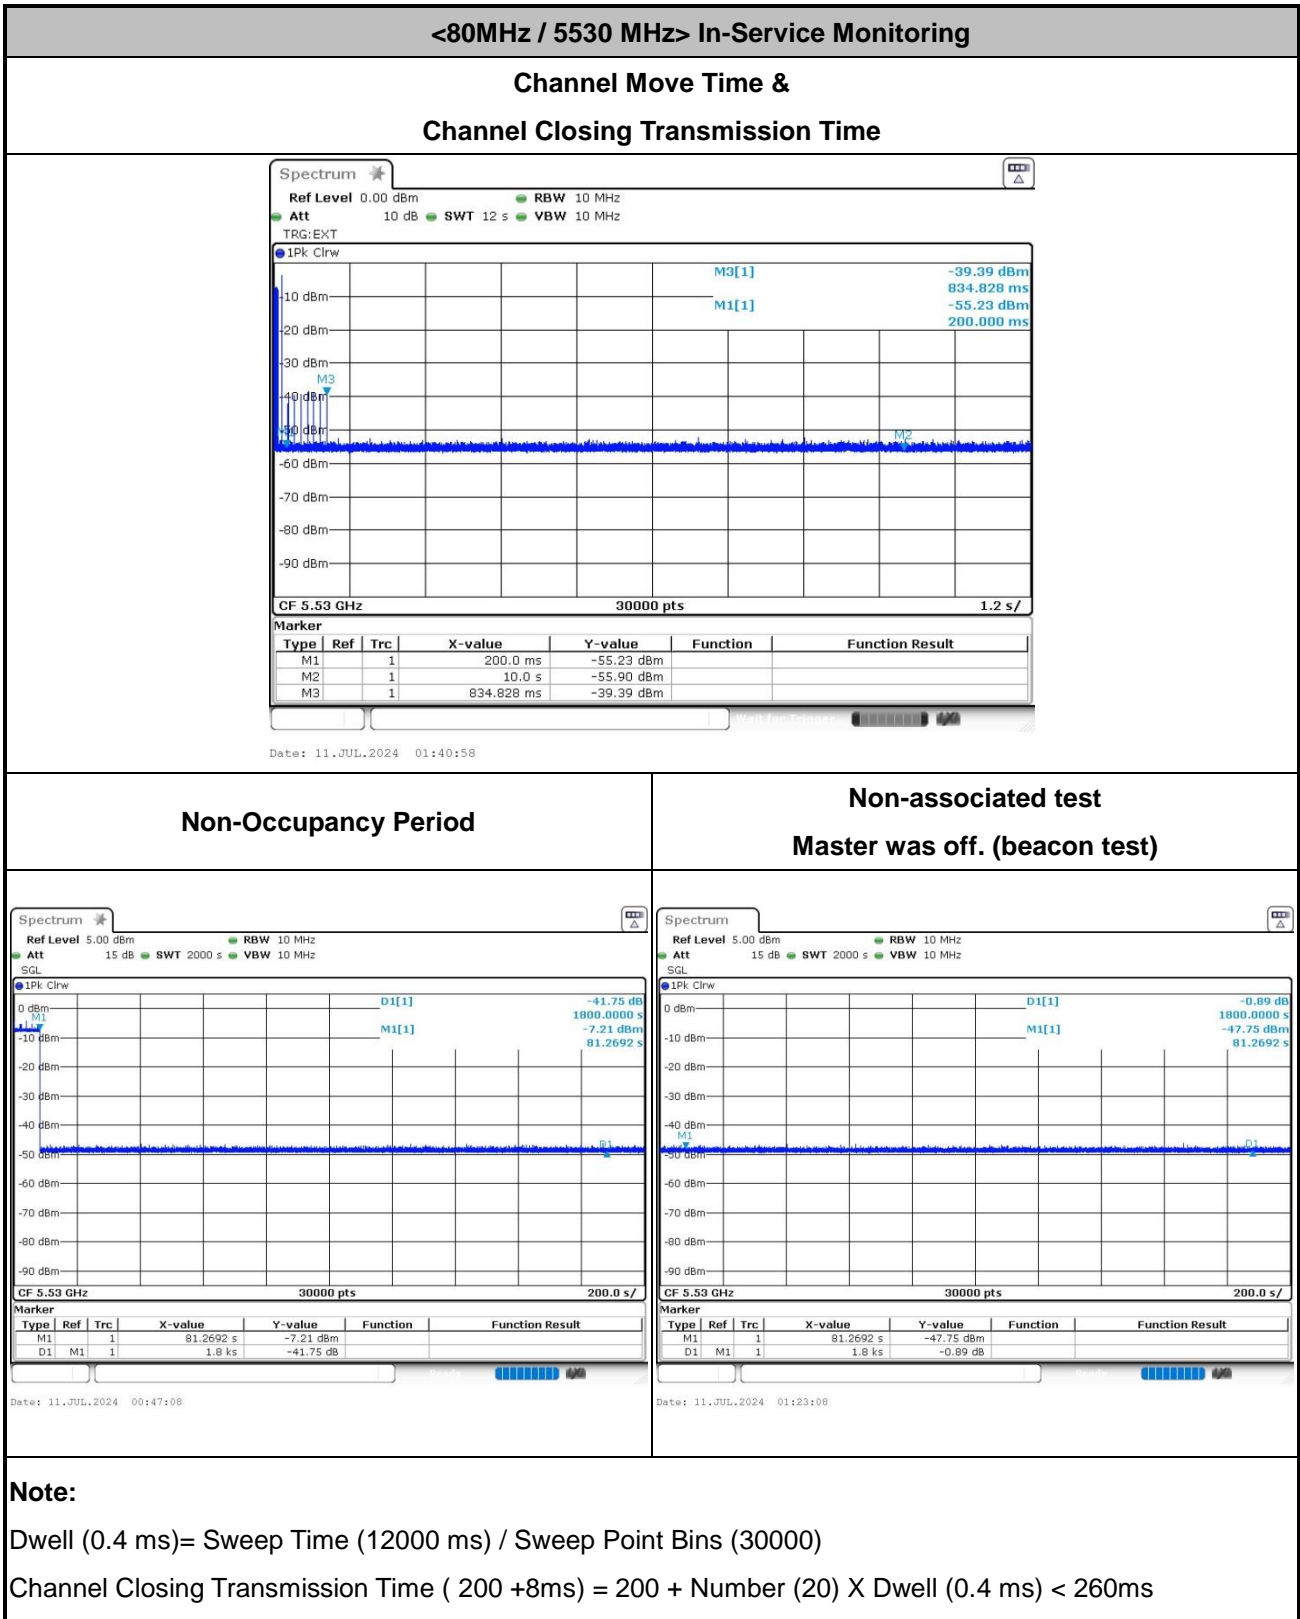 <80MHz / 5530 MHz> In-Service Monitoring
Channel Move Time &
Channel Closing Transmission Time
Spectrum
Ref Level 0.00 dBm RBW 10 MHz
Att 10 dB SWT 12 s VBW 10 MHz
TRG:EXT
1Pk Clrw
M3[1] -39.39 dBm
834.828 ms
-10 dBm
M1[1] -55.23 dBm
200.000 ms
-20 dBm
-30 dBm
M3
-40 dBm
-50 dBm
M2
-60 dBm
-70 dBm
-80 dBm
-90 dBm
CF 5.53 GHz 30000 pts 1.2 s/
Marker
Type Ref Trc X-value Y-value Function Function Result
M1 1 200.0 ms -55.23 dBm
M2 1 10.0 s -55.90 dBm
M3 1 834.828 ms -39.39 dBm
Wait for Trigger
Date: 11.JUL.2024 01:40:58
Non-Occupancy Period
Non-associated test
Master was off. (beacon test)
Spectrum
Ref Level 5.00 dBm RBW 10 MHz
Att 15 dB SWT 2000 s VBW 10 MHz
SGL
1Pk Clrw
D1[1] -41.75 dB
1800.0000 s
0 dBm
M1
M1[1] -7.21 dBm
81.2692 s
-10 dBm
-20 dBm
-30 dBm
-40 dBm
D1
-50 dBm
-60 dBm
-70 dBm
-80 dBm
-90 dBm
CF 5.53 GHz 30000 pts 200.0 s/
Marker
Type Ref Trc X-value Y-value Function Function Result
M1 1 81.2692 s -7.21 dBm
D1 M1 1 1.8 ks -41.75 dB
Ready
Date: 11.JUL.2024 00:47:08
Spectrum
Ref Level 5.00 dBm RBW 10 MHz
Att 15 dB SWT 2000 s VBW 10 MHz
SGL
1Pk Clrw
D1[1] -0.89 dB
1800.0000 s
0 dBm
M1[1] -47.75 dBm
81.2692 s
-10 dBm
-20 dBm
-30 dBm
-40 dBm
M1
D1
-50 dBm
-60 dBm
-70 dBm
-80 dBm
-90 dBm
CF 5.53 GHz 30000 pts 200.0 s/
Marker
Type Ref Trc X-value Y-value Function Function Result
M1 1 81.2692 s -47.75 dBm
D1 M1 1 1.8 ks -0.89 dB
Ready
Date: 11.JUL.2024 01:23:08
Note:
Dwell (0.4 ms)= Sweep Time (12000 ms) / Sweep Point Bins (30000)
Channel Closing Transmission Time ( 200 +8ms) = 200 + Number (20) X Dwell (0.4 ms) < 260ms